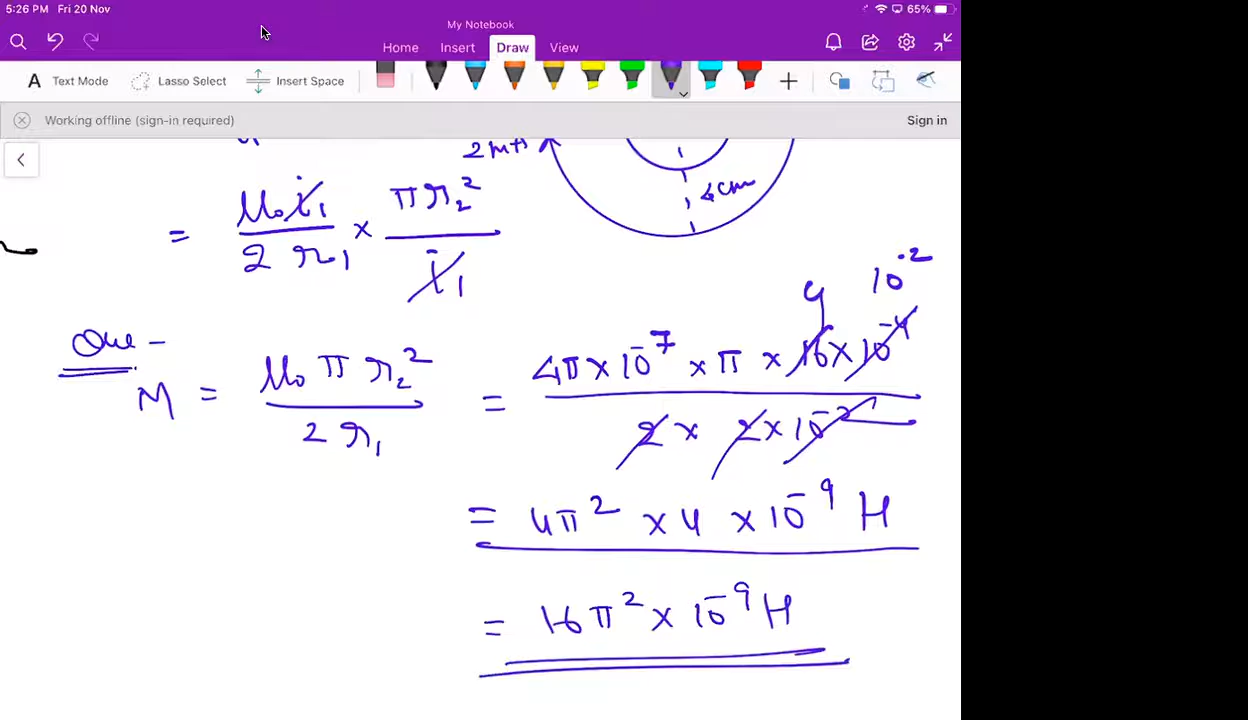 5:26 PM Fri 20 Nov 65%
My Notebook
Home Insert Draw View
A Text Mode Lasso Select Insert Space
Working offline (sign-in required) Sign in
4cm
= μ₀i₁/2r₁ × πr₂²/i₁
Que - 
M = μ₀πr₂²/2r₁ = 4π×10⁻⁷ × π × 16×10⁻⁴ / 2 × 2×10⁻² 4 10⁻²
= 4π² × 4 × 10⁻⁹ H
= 16π² × 10⁻⁹ H